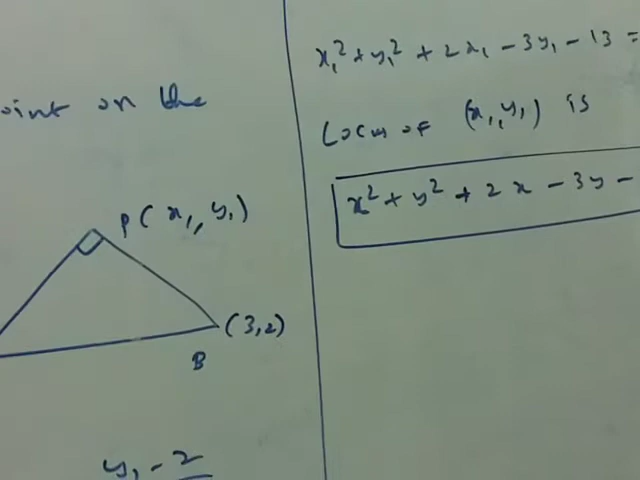 oint on the
P(x₁, y₁)
(3,2)
B
y₁ - 2
x₁² + y₁² + 2x₁ - 3y₁ - 13 =
Locus of (x₁, y₁) is
x² + y² + 2x - 3y -